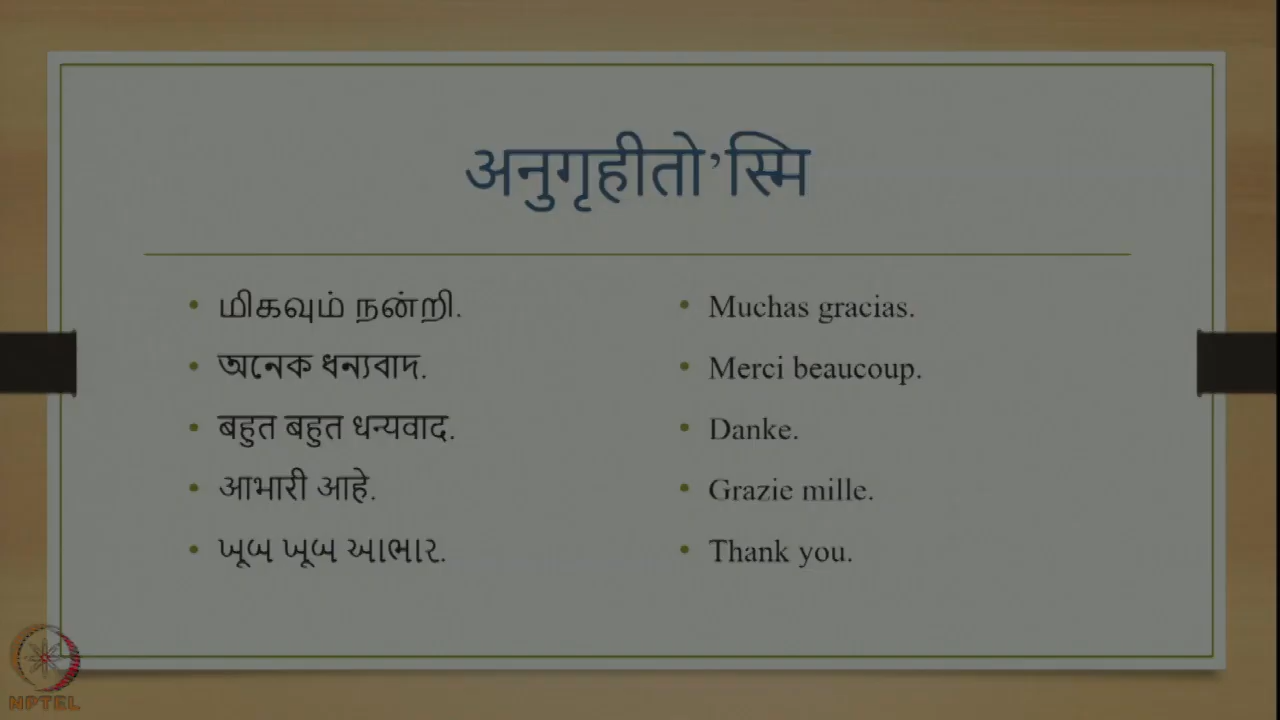 अनुगृहीतो’स्मि
மிகவும் நன்றி.
অনেক ধন্যবাদ.
बहुत बहुत धन्यवाद.
आभारी आहे.
ખૂબ ખૂબ આભાર.
Muchas gracias.
Merci beaucoup.
Danke.
Grazie mille.
Thank you.
NPTEL